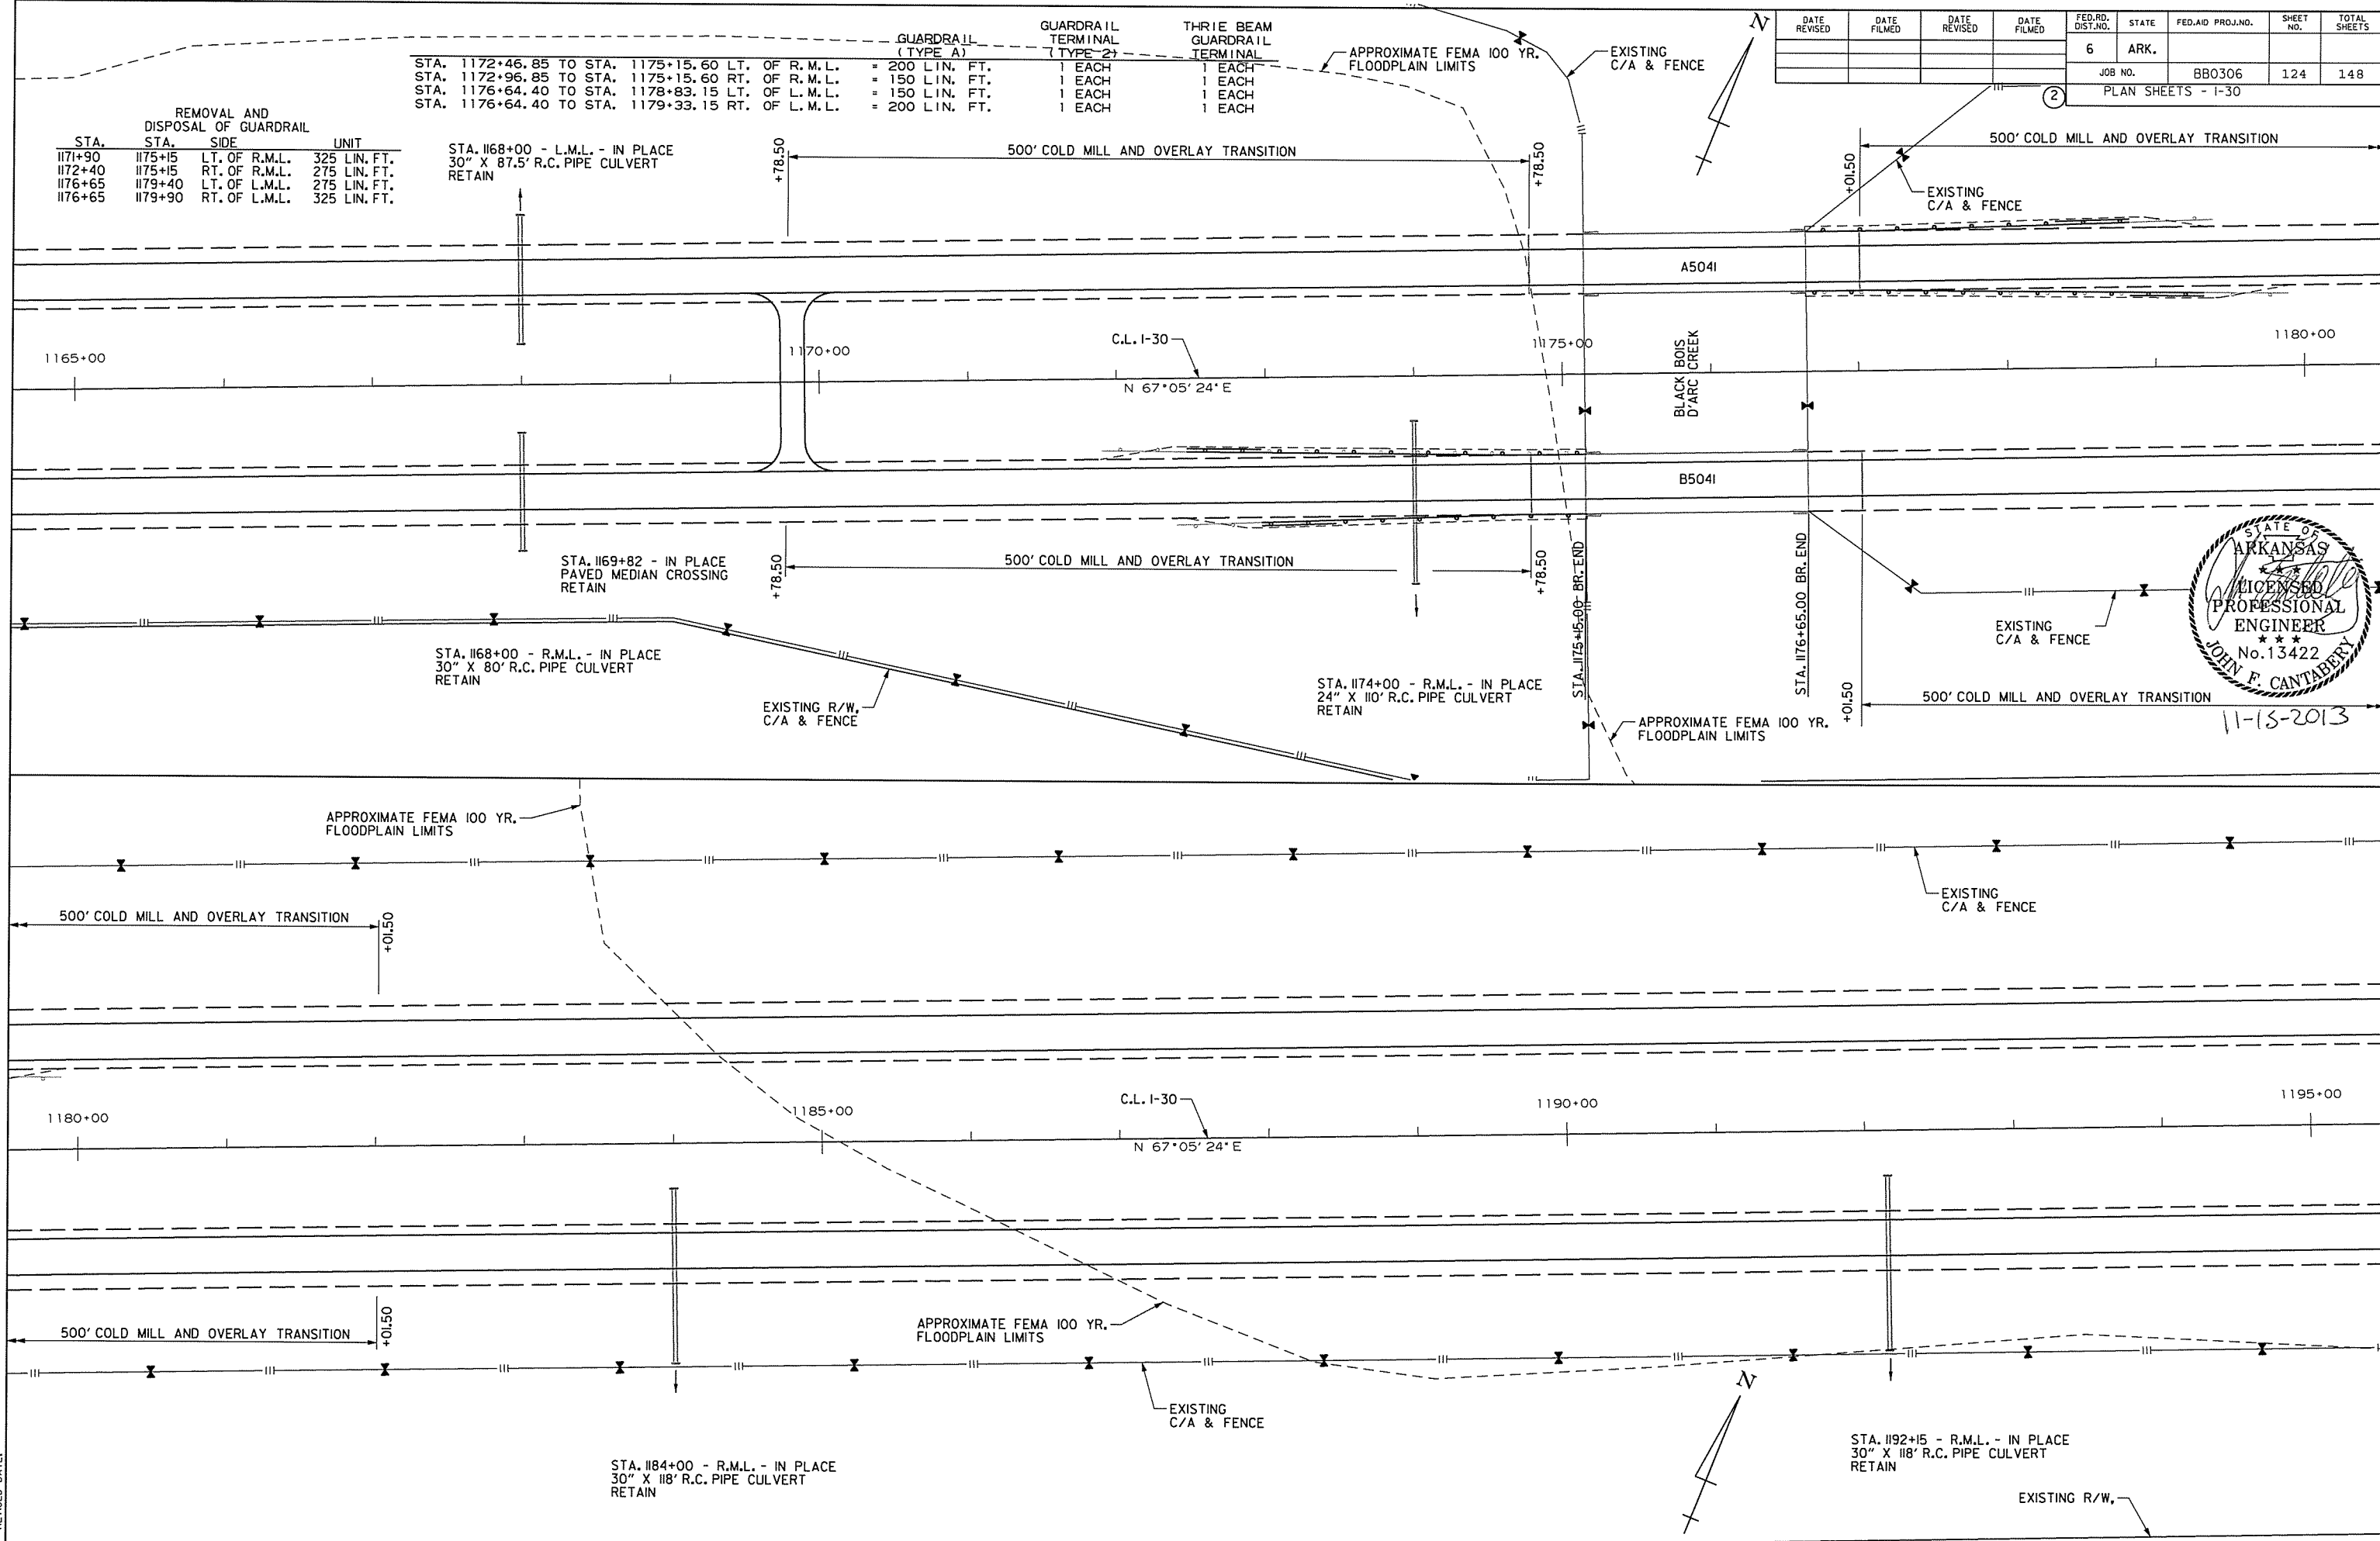 GUARDRAIL (TYPE A)
GUARDRAIL TERMINAL (TYPE 2)
THRIE BEAM GUARDRAIL TERMINAL
STA. 1172+46.85 TO STA. 1175+15.60 LT. OF R.M.L. = 200 LIN. FT. 1 EACH 1 EACH
STA. 1172+96.85 TO STA. 1175+15.60 RT. OF R.M.L. = 150 LIN. FT. 1 EACH 1 EACH
STA. 1176+64.40 TO STA. 1178+83.15 LT. OF L.M.L. = 150 LIN. FT. 1 EACH 1 EACH
STA. 1176+64.40 TO STA. 1179+33.15 RT. OF L.M.L. = 200 LIN. FT. 1 EACH 1 EACH
APPROXIMATE FEMA 100 YR.
FLOODPLAIN LIMITS
EXISTING
C/A & FENCE
N
DATE REVISED
DATE FILMED
DATE REVISED
DATE FILMED
FED.RD. DIST.NO.
STATE
FED.AID PROJ.NO.
SHEET NO.
TOTAL SHEETS
6 ARK.
JOB NO. BB0306 124 148
2 PLAN SHEETS - I-30
REMOVAL AND
DISPOSAL OF GUARDRAIL
STA. STA. SIDE UNIT
1171+90 1175+15 LT. OF R.M.L. 325 LIN. FT.
1172+40 1175+15 RT. OF R.M.L. 275 LIN. FT.
1176+65 1179+40 LT. OF L.M.L. 275 LIN. FT.
1176+65 1179+90 RT. OF L.M.L. 325 LIN. FT.
STA. 1168+00 - L.M.L. - IN PLACE
30" X 87.5' R.C. PIPE CULVERT
RETAIN
+78.50
500' COLD MILL AND OVERLAY TRANSITION
+78.50
+01.50
500' COLD MILL AND OVERLAY TRANSITION
EXISTING
C/A & FENCE
A5041
1165+00
1170+00
C.L. I-30
N 67°05'24" E
1175+00
BLACK BOIS
D'ARC CREEK
1180+00
B5041
STA. 1169+82 - IN PLACE
PAVED MEDIAN CROSSING
RETAIN
+78.50
500' COLD MILL AND OVERLAY TRANSITION
+78.50
STA. 1175+15.00 BR. END
STA. 1176+65.00 BR. END
+01.50
STA. 1168+00 - R.M.L. - IN PLACE
30" X 80' R.C. PIPE CULVERT
RETAIN
EXISTING R/W,
C/A & FENCE
STA. 1174+00 - R.M.L. - IN PLACE
24" X 110' R.C. PIPE CULVERT
RETAIN
APPROXIMATE FEMA 100 YR.
FLOODPLAIN LIMITS
EXISTING
C/A & FENCE
500' COLD MILL AND OVERLAY TRANSITION
STATE OF
ARKANSAS
★ ★ ★
LICENSED
PROFESSIONAL
ENGINEER
★ ★ ★
No. 13422
JOHN F. CANTABERY
11-15-2013
APPROXIMATE FEMA 100 YR.
FLOODPLAIN LIMITS
EXISTING
C/A & FENCE
500' COLD MILL AND OVERLAY TRANSITION
+01.50
1180+00
1185+00
C.L. I-30
N 67°05'24" E
1190+00
1195+00
500' COLD MILL AND OVERLAY TRANSITION
+01.50
APPROXIMATE FEMA 100 YR.
FLOODPLAIN LIMITS
EXISTING
C/A & FENCE
N
STA. 1184+00 - R.M.L. - IN PLACE
30" X 118' R.C. PIPE CULVERT
RETAIN
STA. 1192+15 - R.M.L. - IN PLACE
30" X 118' R.C. PIPE CULVERT
RETAIN
EXISTING R/W,